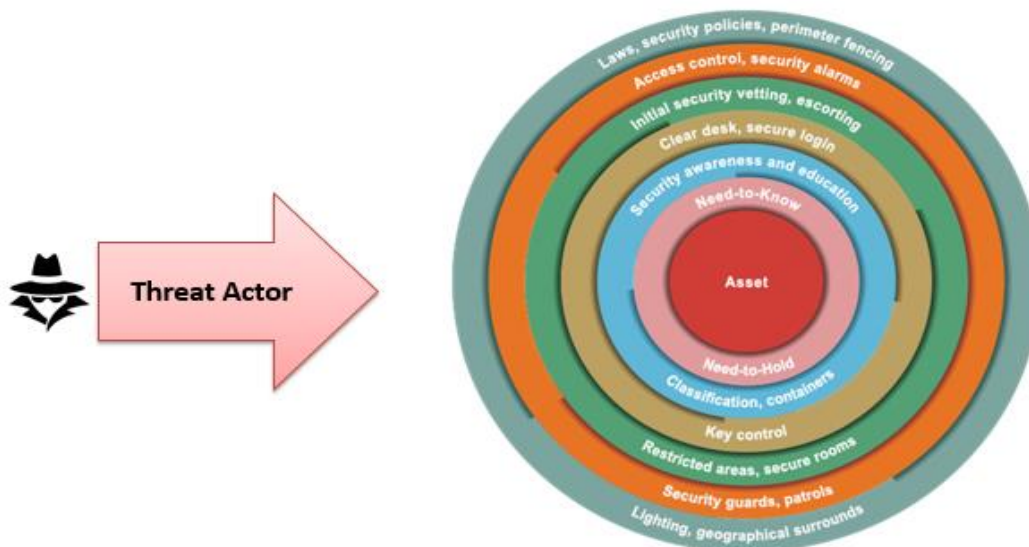 Laws, security policies, perimeter fencing
Access control, security alarms
Initial security vetting, escorting
Clear desk, secure login
Security awareness and education
Need-to-Know
Threat Actor
Asset
Need-to-Hold
Classification, containers
Key control
Restricted areas, secure rooms
Security guards, patrols
Lighting, geographical surrounds